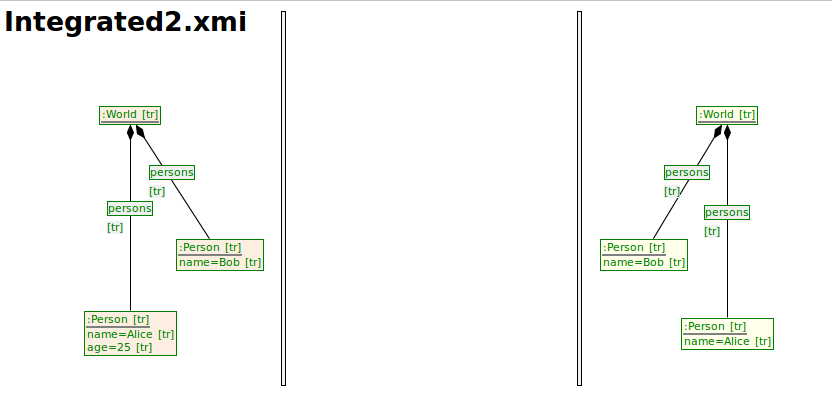 Integrated2.xmi
:World [tr]
persons
[tr]
persons
[tr]
:Person [tr]
name=Bob [tr]
:Person [tr]
name=Alice [tr]
age=25 [tr]
:World [tr]
persons
[tr]
persons
[tr]
:Person [tr]
name=Bob [tr]
:Person [tr]
name=Alice [tr]